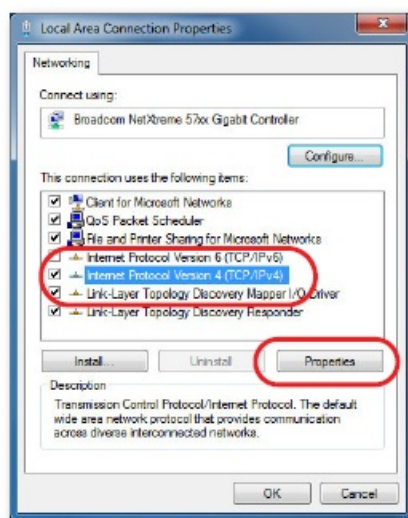 Local Area Connection Properties
Networking
Connect using:
Broadcom NetXtreme 57xx Gigabit Controller
Configure...
This connection uses the following items:
Client for Microsoft Networks
QoS Packet Scheduler
File and Printer Sharing for Microsoft Networks
Internet Protocol Version 6 (TCP/IPv6)
Internet Protocol Version 4 (TCP/IPv4)
Link-Layer Topology Discovery Mapper I/O Driver
Link-Layer Topology Discovery Responder
Install...
Uninstall
Properties
Description
Transmission Control Protocol/Internet Protocol. The default
wide area network protocol that provides communication
across diverse interconnected networks.
OK
Cancel